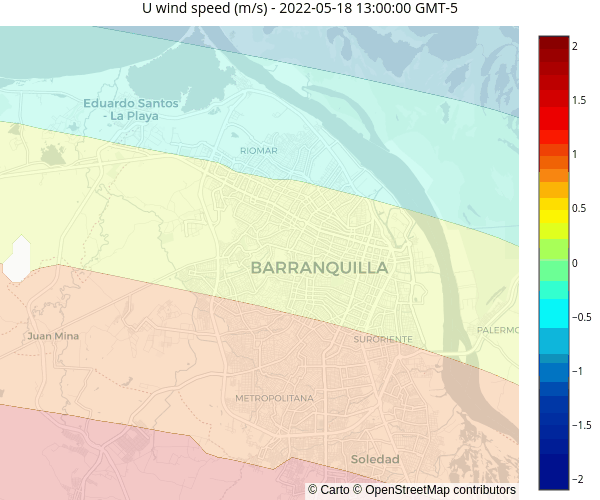 U wind speed (m/s) - 2022-05-18 13:00:00 GMT-5
Eduardo Santos
- La Playa
RIOMAR
BARRANQUILLA
Juan Mina
SURORIENTE
PALERMO
METROPOLITANA
Soledad
© Carto © OpenStreetMap contributors
2
1.5
1
0.5
0
−0.5
−1
−1.5
−2